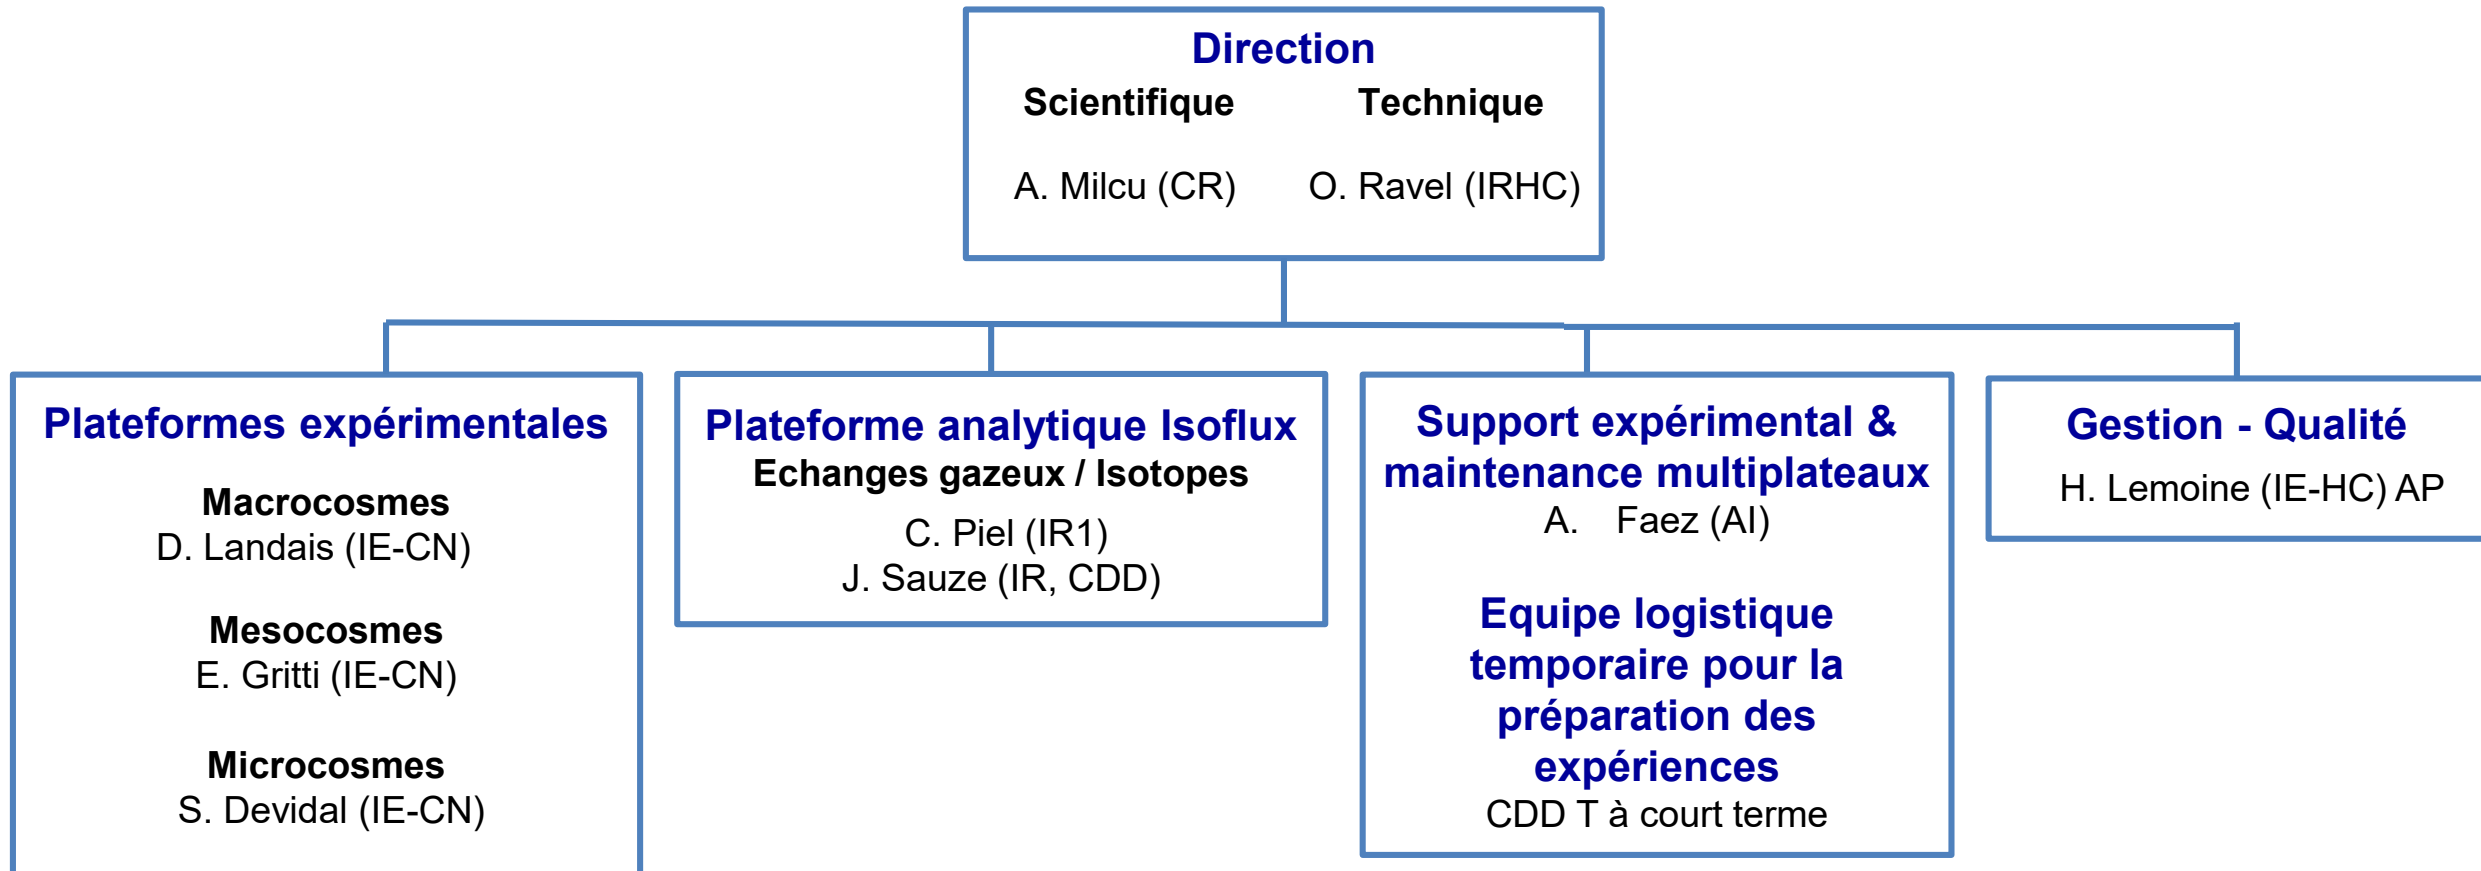 Direction
Scientifique Technique
A. Milcu (CR) O. Ravel (IRHC)
Plateformes expérimentales
Macrocosmes
D. Landais (IE-CN)
Mesocosmes
E. Gritti (IE-CN)
Microcosmes
S. Devidal (IE-CN)
Plateforme analytique Isoflux
Echanges gazeux / Isotopes
C. Piel (IR1)
J. Sauze (IR, CDD)
Support expérimental &
maintenance multiplateaux
A. Faez (AI)
Equipe logistique
temporaire pour la
préparation des
expériences
CDD T à court terme
Gestion - Qualité
H. Lemoine (IE-HC) AP